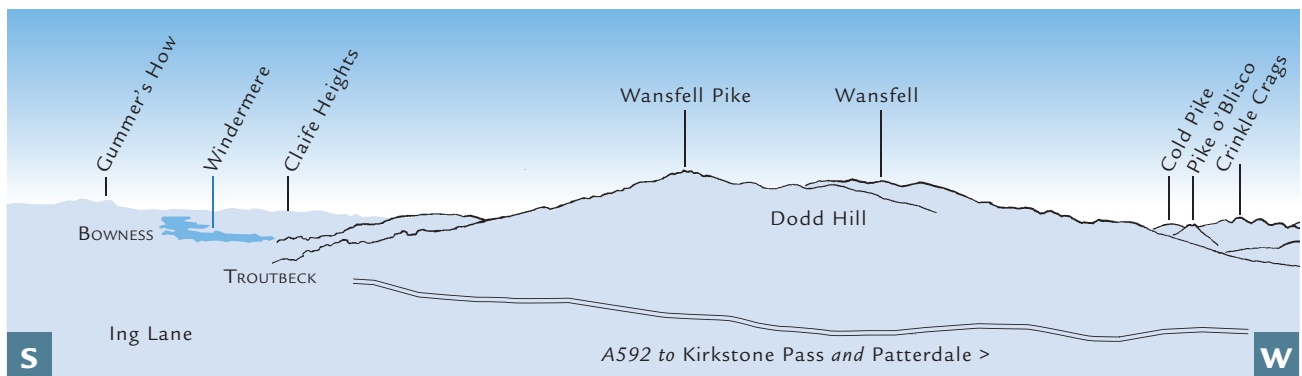 Gummer's How
Windermere
Claife Heights
Wansfell Pike
Wansfell
Cold Pike
Pike o'Blisco
Crinkle Crags
Dodd Hill
BOWNESS
TROUTBECK
Ing Lane
A592 to Kirkstone Pass and Patterdale >
S
W